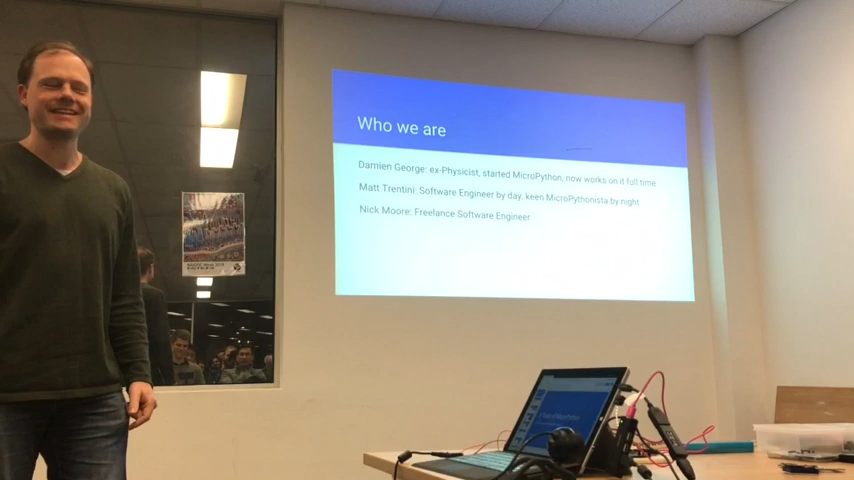 Who we are
Damien George: ex-Physicist, started MicroPython, now works on it full time
Matt Trentini: Software Engineer by day, keen MicroPythonista by night
Nick Moore: Freelance Software Engineer